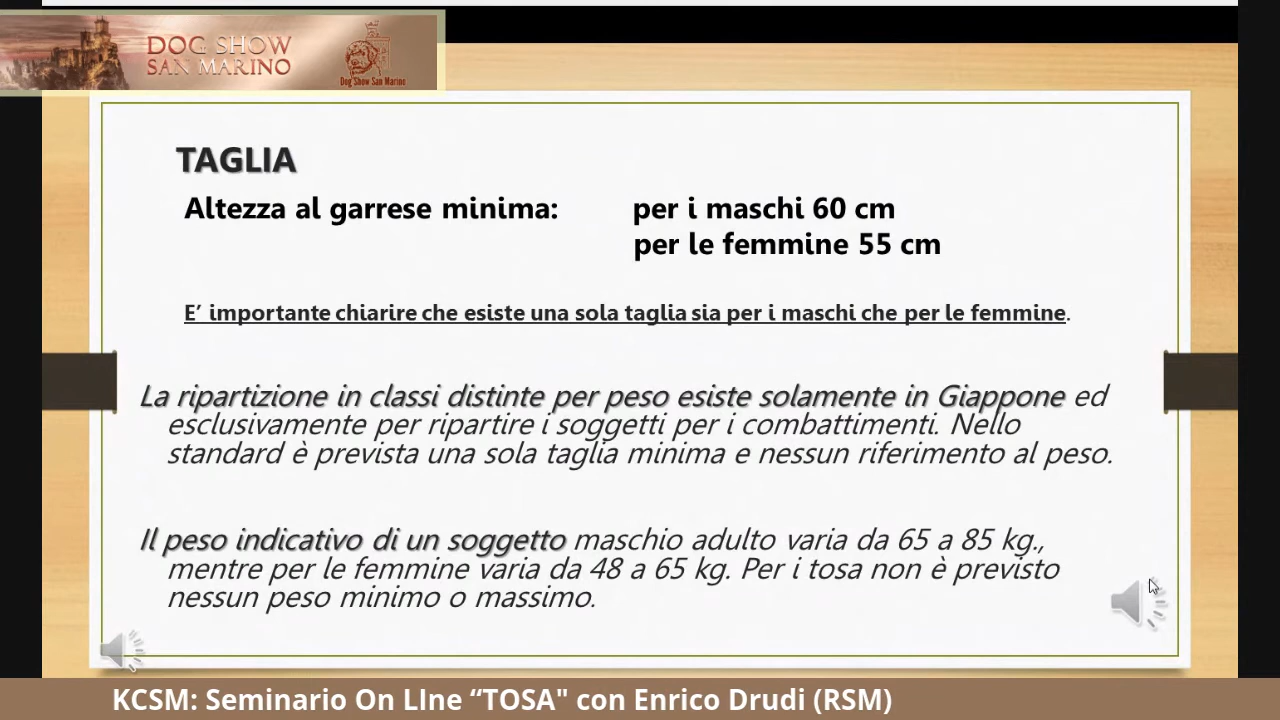 DOG SHOW
SAN MARINO
Dog Show San Marino
TAGLIA
Altezza al garrese minima: per i maschi 60 cm
per le femmine 55 cm
E’ importante chiarire che esiste una sola taglia sia per i maschi che per le femmine.
La ripartizione in classi distinte per peso esiste solamente in Giappone ed
esclusivamente per ripartire i soggetti per i combattimenti. Nello
standard è prevista una sola taglia minima e nessun riferimento al peso.
Il peso indicativo di un soggetto maschio adulto varia da 65 a 85 kg.,
mentre per le femmine varia da 48 a 65 kg. Per i tosa non è previsto
nessun peso minimo o massimo.
KCSM: Seminario On LIne “TOSA" con Enrico Drudi (RSM)